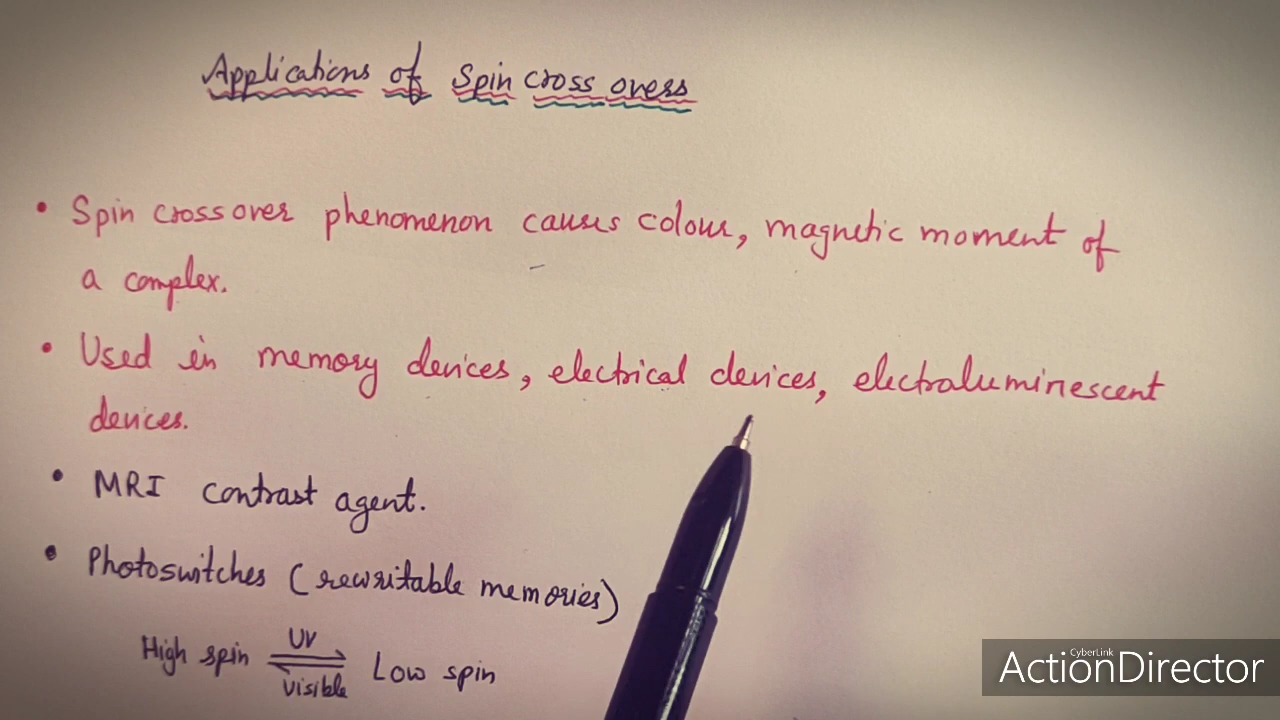 Applications of Spin cross overs
• Spin crossover phenomenon causes colour, magnetic moment of
a complex.
• Used in memory devices, electrical devices, electraluminescent
devices.
• MRI contrast agent.
• Photoswitches (rewritable memories)
High spin UV Low spin
visible
CyberLink
ActionDirector